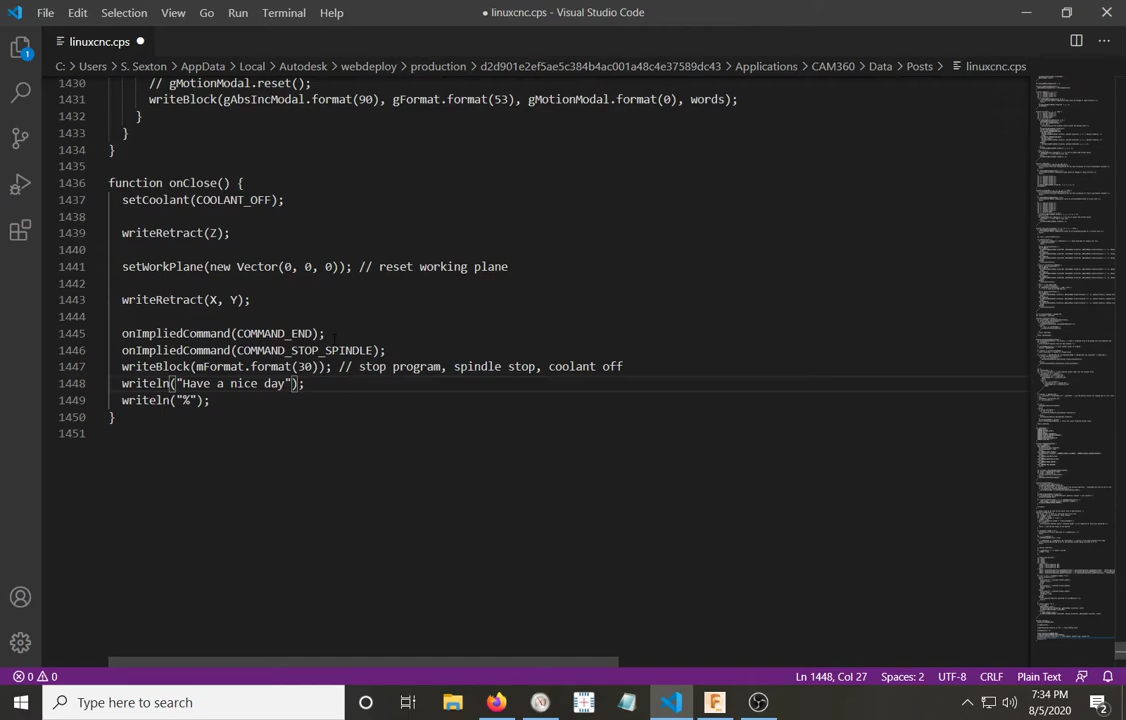 File Edit Selection View Go Run Terminal Help
● linuxcnc.cps - Visual Studio Code
linuxcnc.cps ●
C: > Users > S. Sexton > AppData > Local > Autodesk > webdeploy > production > d2d901e2bf5ae5c384b4ac001a48c4e37589dc43 > Applications > CAM360 > Data > Posts > linuxcnc.cps
1430 // gMotionModal.reset();
1431 writeBlock(gAbsIncModal.format(90), gFormat.format(53), gMotionModal.format(0), words);
1432 }
1433 }
1434 }
1435
1436 function onClose() {
1437 setCoolant(COOLANT_OFF);
1438
1439 writeRetract(Z);
1440
1441 setWorkPlane(new Vector(0, 0, 0)); // reset working plane
1442
1443 writeRetract(X, Y);
1444
1445 onImpliedCommand(COMMAND_END);
1446 onImpliedCommand(COMMAND_STOP_SPINDLE);
1447 writeBlock(mFormat.format(30)); // stop program, spindle stop, coolant off
1448 writeln("Have a nice day");
1449 writeln("%");
1450 }
1451
1
0 0
Ln 1448, Col 27 Spaces: 2 UTF-8 CRLF Plain Text
Type here to search
7:34 PM
8/5/2020
2